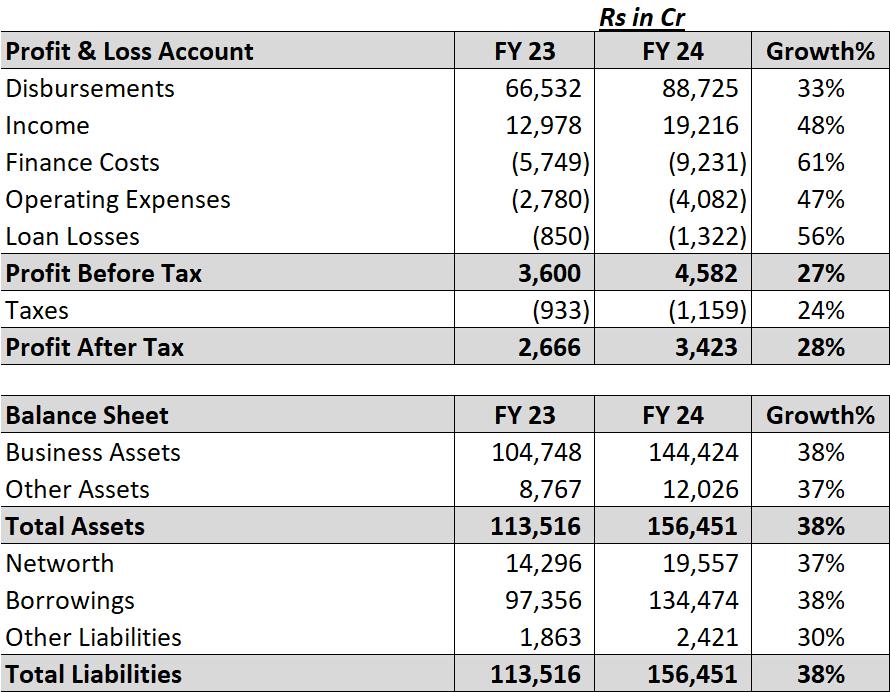 Rs in Cr
Profit & Loss Account FY 23 FY 24 Growth%
Disbursements 66,532 88,725 33%
Income 12,978 19,216 48%
Finance Costs (5,749) (9,231) 61%
Operating Expenses (2,780) (4,082) 47%
Loan Losses (850) (1,322) 56%
Profit Before Tax 3,600 4,582 27%
Taxes (933) (1,159) 24%
Profit After Tax 2,666 3,423 28%
Balance Sheet FY 23 FY 24 Growth%
Business Assets 104,748 144,424 38%
Other Assets 8,767 12,026 37%
Total Assets 113,516 156,451 38%
Networth 14,296 19,557 37%
Borrowings 97,356 134,474 38%
Other Liabilities 1,863 2,421 30%
Total Liabilities 113,516 156,451 38%